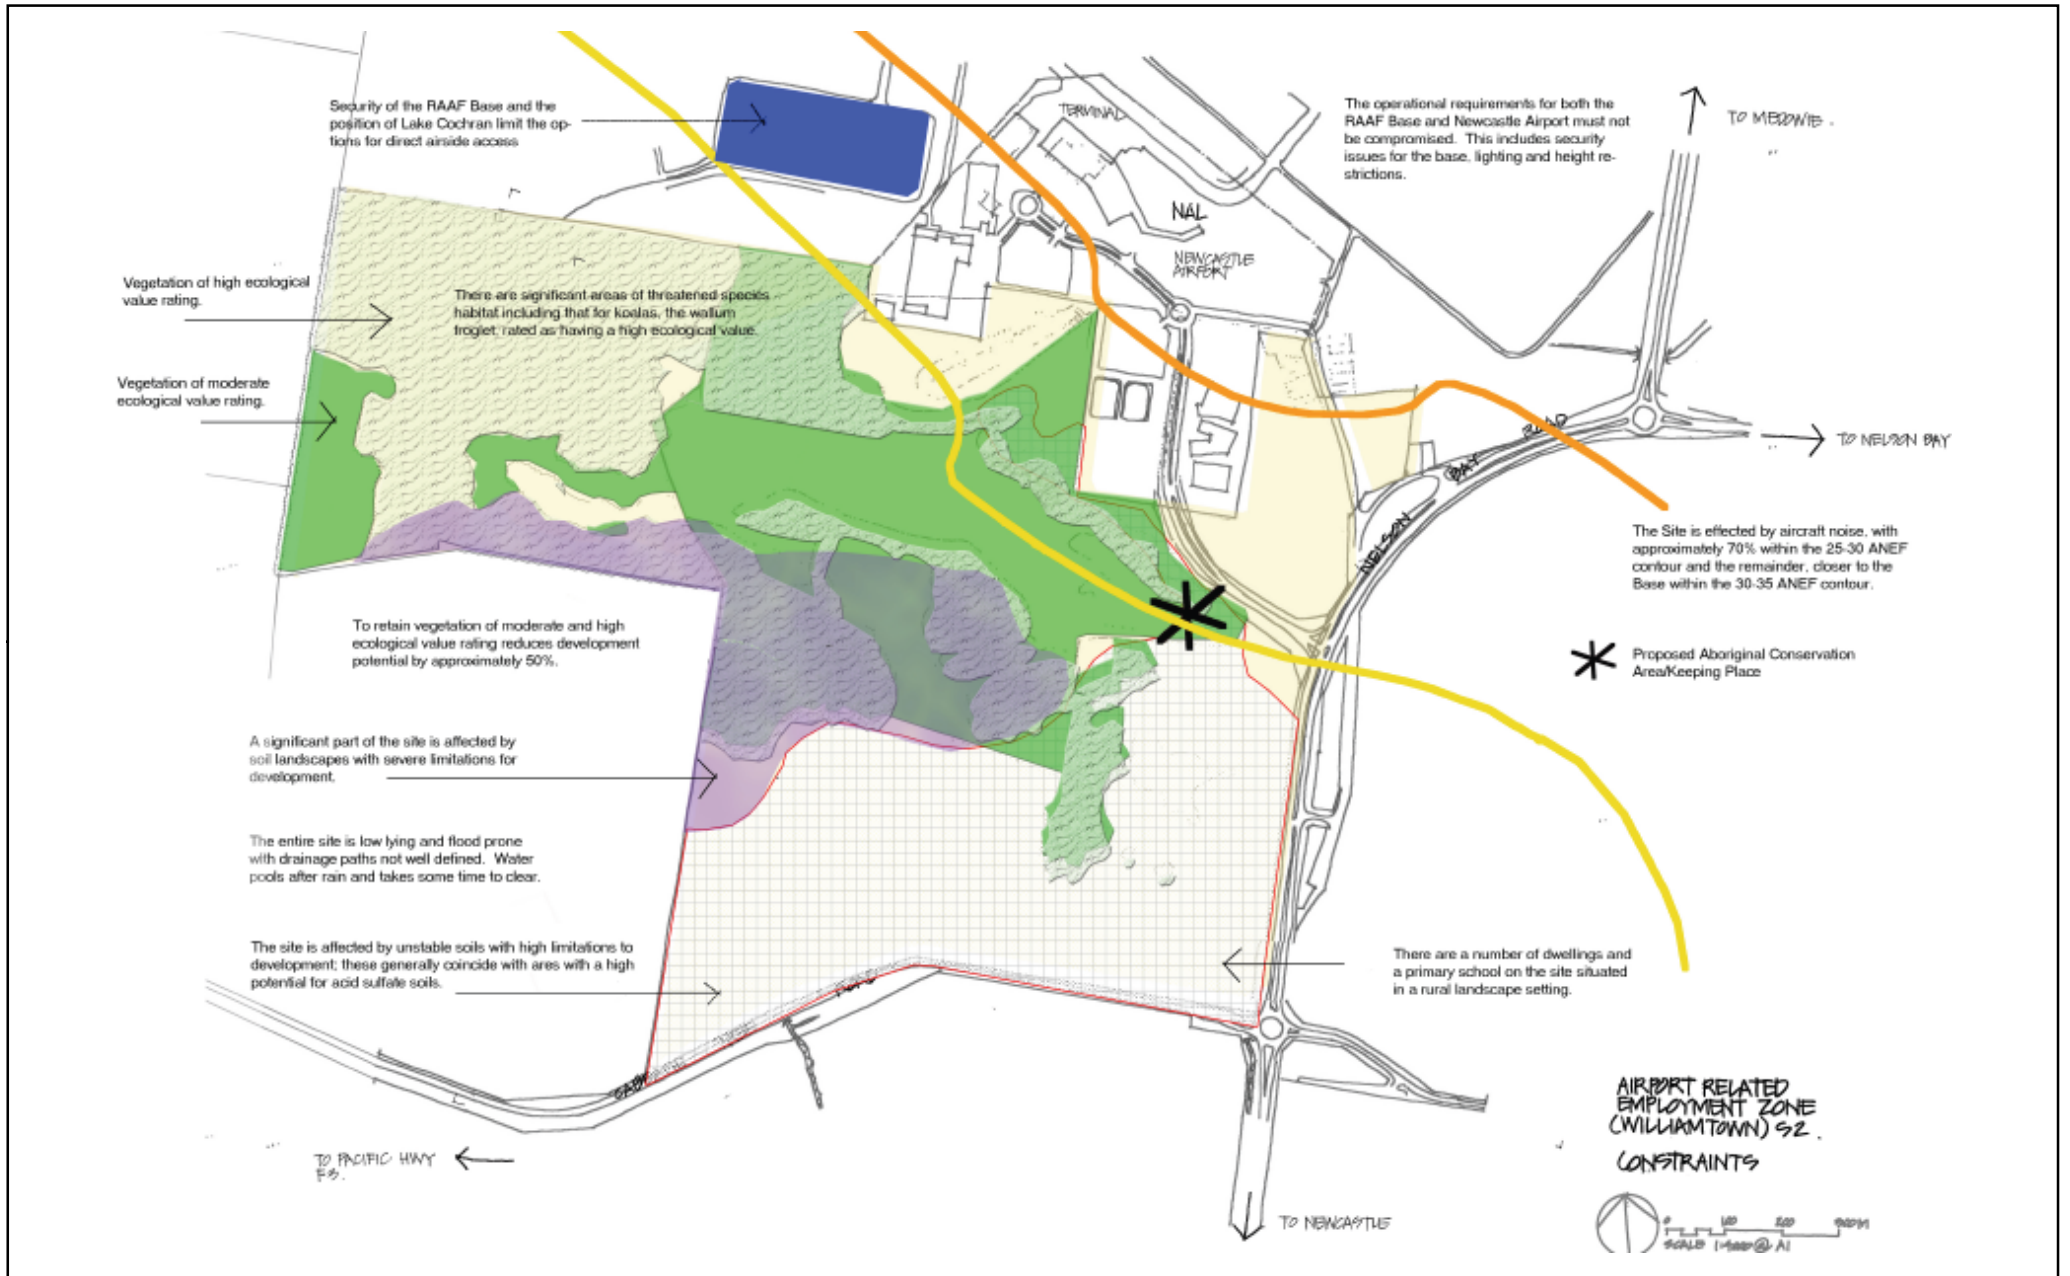 Security of the RAAF Base and the
position of Lake Cochran limit the op-
tions for direct airside access
TERMINAL
The operational requirements for both the
RAAF Base and Newcastle Airport must not
be compromised.  This includes security
issues for the base, lighting and height re-
strictions.
TO MEDOWIE.
NAL
NEWCASTLE
AIRPORT
Vegetation of high ecological
value rating.
There are significant areas of threatened species
habitat including that for koalas, the wallum
froglet, rated as having a high ecological value.
Vegetation of moderate
ecological value rating.
NELSON BAY ROAD
TO NELSON BAY
The Site is effected by aircraft noise, with
approximately 70% within the 25-30 ANEF
contour and the remainder, closer to the
Base within the 30-35 ANEF contour.
To retain vegetation of moderate and high
ecological value rating reduces development
potential by approximately 50%.
Proposed Aboriginal Conservation
Area/Keeping Place
A significant part of the site is affected by
soil landscapes with severe limitations for
development.
The entire site is low lying and flood prone
with drainage paths not well defined.  Water
pools after rain and takes some time to clear.
The site is affected by unstable soils with high limitations to
development; these generally coincide with ares with a high
potential for acid sulfate soils.
There are a number of dwellings and
a primary school on the site situated
in a rural landscape setting.
TO PACIFIC HWY
F3.
TO NEWCASTLE
AIRPORT RELATED
EMPLOYMENT ZONE
(WILLIAMTOWN) S2.
CONSTRAINTS
0 100 200 300M
SCALE @ A1